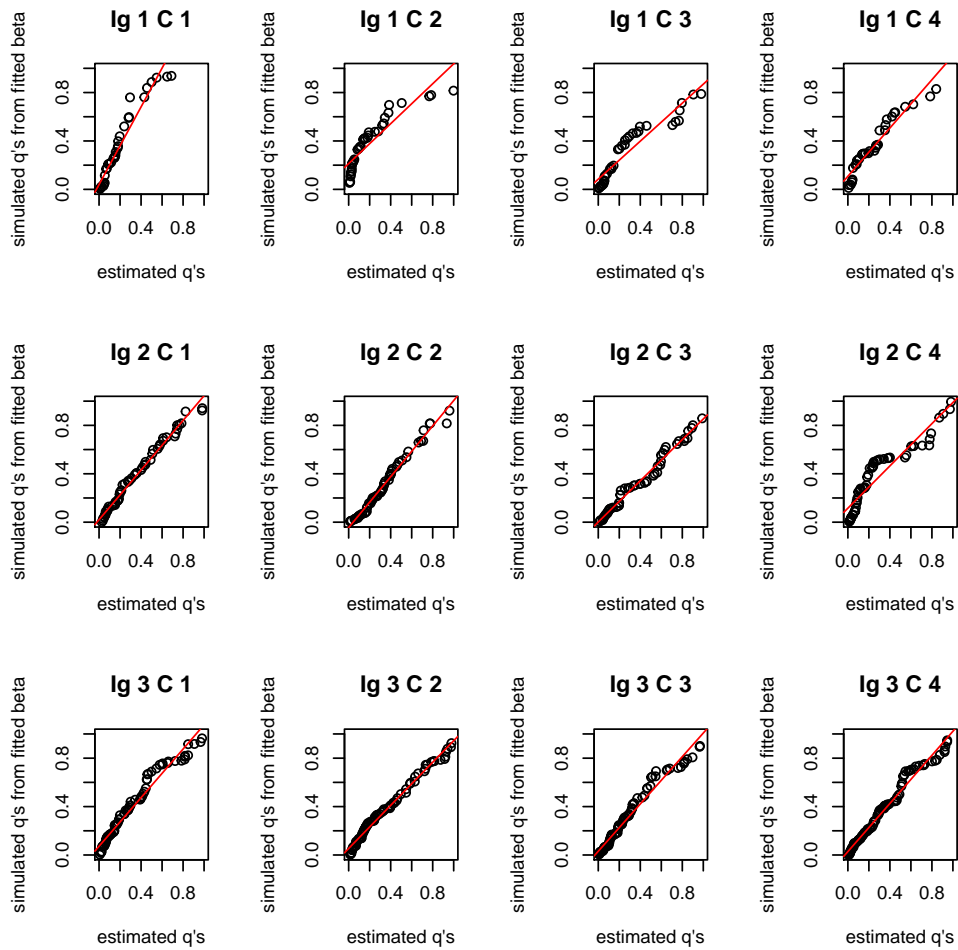 lg 1 C 1
simulated q's from fitted beta
0.0 0.4 0.8
0.0 0.4 0.8
estimated q's
lg 1 C 2
simulated q's from fitted beta
0.0 0.4 0.8
0.0 0.4 0.8
estimated q's
lg 1 C 3
simulated q's from fitted beta
0.0 0.4 0.8
0.0 0.4 0.8
estimated q's
lg 1 C 4
simulated q's from fitted beta
0.0 0.4 0.8
0.0 0.4 0.8
estimated q's
lg 2 C 1
simulated q's from fitted beta
0.0 0.4 0.8
0.0 0.4 0.8
estimated q's
lg 2 C 2
simulated q's from fitted beta
0.0 0.4 0.8
0.0 0.4 0.8
estimated q's
lg 2 C 3
simulated q's from fitted beta
0.0 0.4 0.8
0.0 0.4 0.8
estimated q's
lg 2 C 4
simulated q's from fitted beta
0.0 0.4 0.8
0.0 0.4 0.8
estimated q's
lg 3 C 1
simulated q's from fitted beta
0.0 0.4 0.8
0.0 0.4 0.8
estimated q's
lg 3 C 2
simulated q's from fitted beta
0.0 0.4 0.8
0.0 0.4 0.8
estimated q's
lg 3 C 3
simulated q's from fitted beta
0.0 0.4 0.8
0.0 0.4 0.8
estimated q's
lg 3 C 4
simulated q's from fitted beta
0.0 0.4 0.8
0.0 0.4 0.8
estimated q's